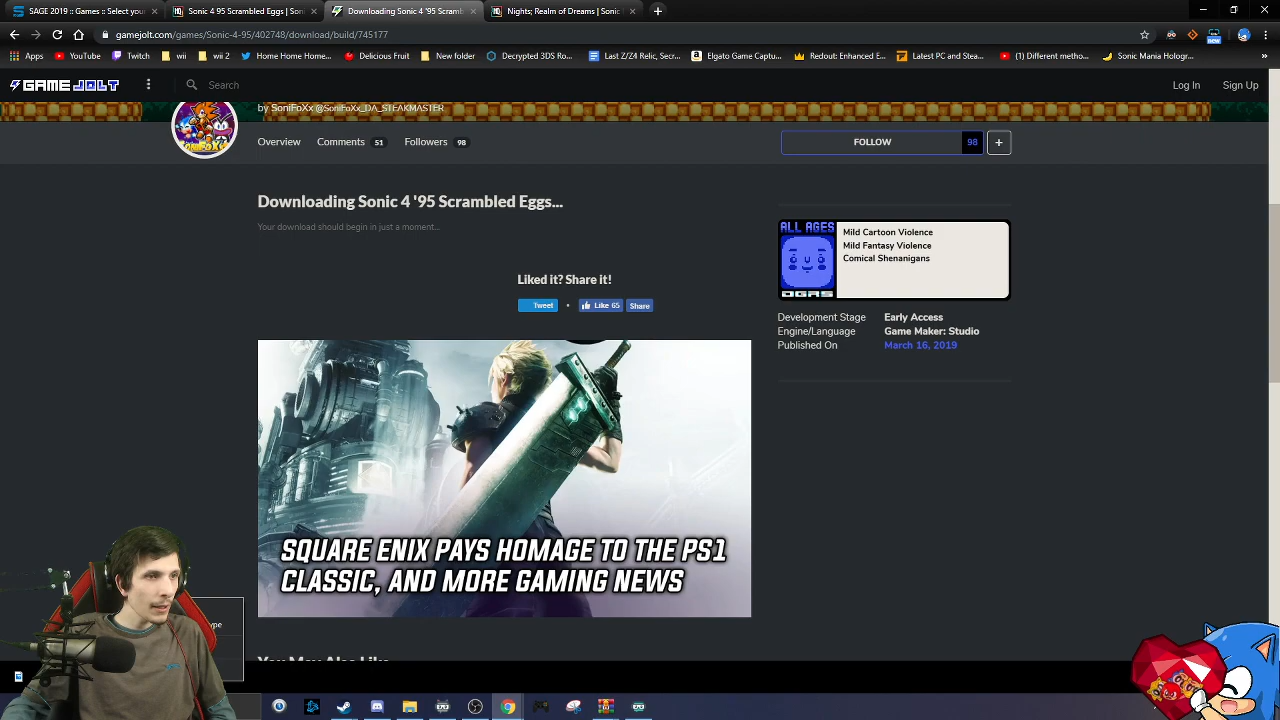 SAGE 2019 :: Games :: Select your
Sonic 4 95 Scrambled Eggs | Soni
Downloading Sonic 4 '95 Scramble
Nights; Realm of Dreams | Sonic
gamejolt.com/games/Sonic-4-95/402748/download/build/745177
Apps YouTube Twitch wii wii 2 Home Home Home... Delicious Fruit New folder Decrypted 3DS Ro... Last Z/Z4 Relic, Secr... Elgato Game Captu... Redout: Enhanced E... Latest PC and Stea... (1) Different metho... Sonic Mania Hologr...
GAME JOLT Search Log In Sign Up
by SoniFoXx @SoniFoXx_DA_STEAKMASTER
Overview Comments 51 Followers 98 FOLLOW 98 +
Downloading Sonic 4 '95 Scrambled Eggs...
Your download should begin in just a moment...
ALL AGES
Mild Cartoon Violence
Mild Fantasy Violence
Comical Shenanigans
Liked it? Share it!
Tweet • Like 65 Share
Development Stage Early Access
Engine/Language Game Maker: Studio
Published On March 16, 2019
SQUARE ENIX PAYS HOMAGE TO THE PS1
CLASSIC, AND MORE GAMING NEWS
You May Also Like